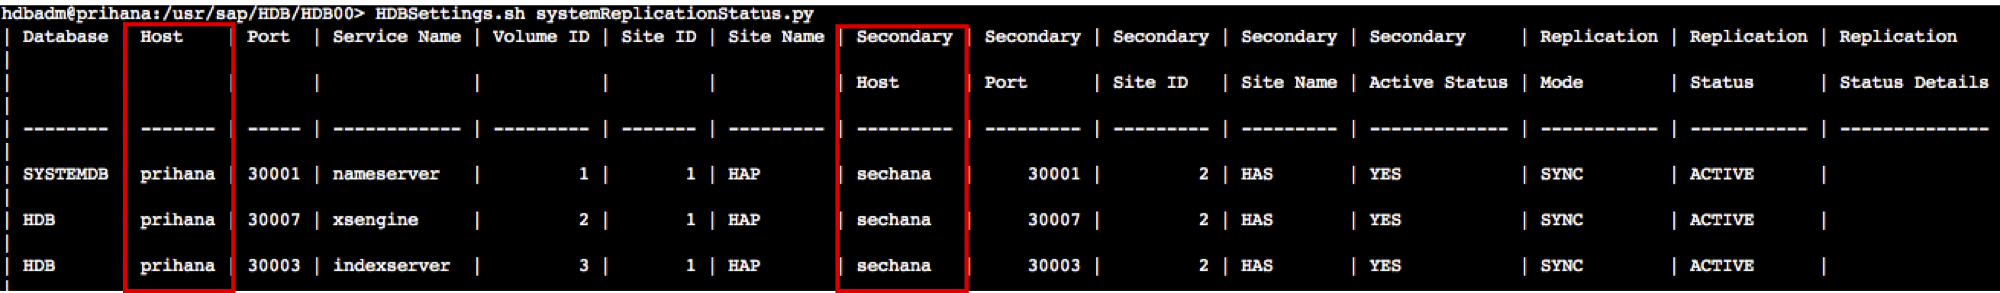 hdbadm@prihana:/usr/sap/HDB/HDB00> HDBSettings.sh systemReplicationStatus.py
| Database | Host | Port | Service Name | Volume ID | Site ID | Site Name | Secondary | Secondary | Secondary | Secondary | Secondary | Replication | Replication | Replication
|
| | | | | | | | Host | Port | Site ID | Site Name | Active Status | Mode | Status | Status Details
|
| -------- | ------- | ----- | ------------ | --------- | ------- | --------- | --------- | --------- | --------- | --------- | ------------- | ----------- | ----------- | --------------
|
| SYSTEMDB | prihana | 30001 | nameserver | 1 | 1 | HAP | sechana | 30001 | 2 | HAS | YES | SYNC | ACTIVE |
|
| HDB | prihana | 30007 | xsengine | 2 | 1 | HAP | sechana | 30007 | 2 | HAS | YES | SYNC | ACTIVE |
|
| HDB | prihana | 30003 | indexserver | 3 | 1 | HAP | sechana | 30003 | 2 | HAS | YES | SYNC | ACTIVE |
|